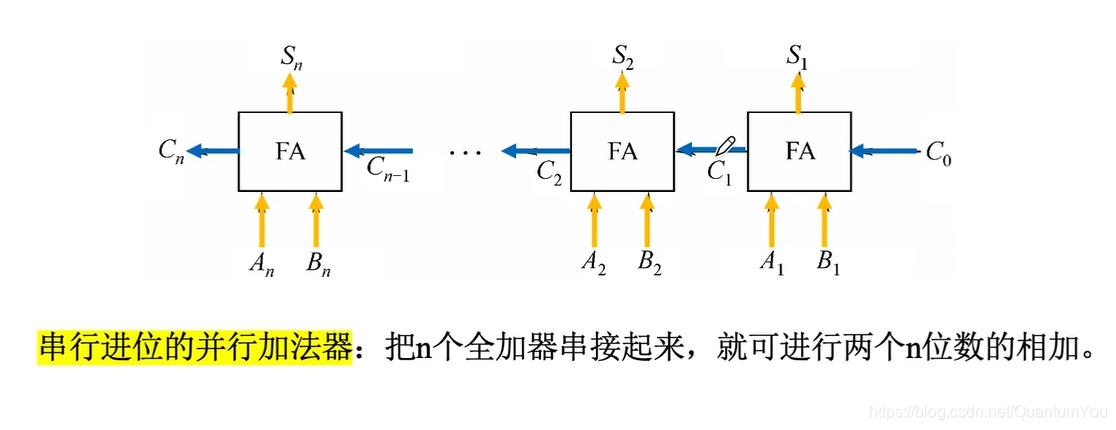 Sₙ S₂ S₁
Cₙ FA Cₙ₋₁ ... C₂ FA C₁ FA C₀
Aₙ Bₙ A₂ B₂ A₁ B₁
串行进位的并行加法器：把n个全加器串接起来，就可进行两个n位数的相加。
https://blog.csdn.net/QuantumYou